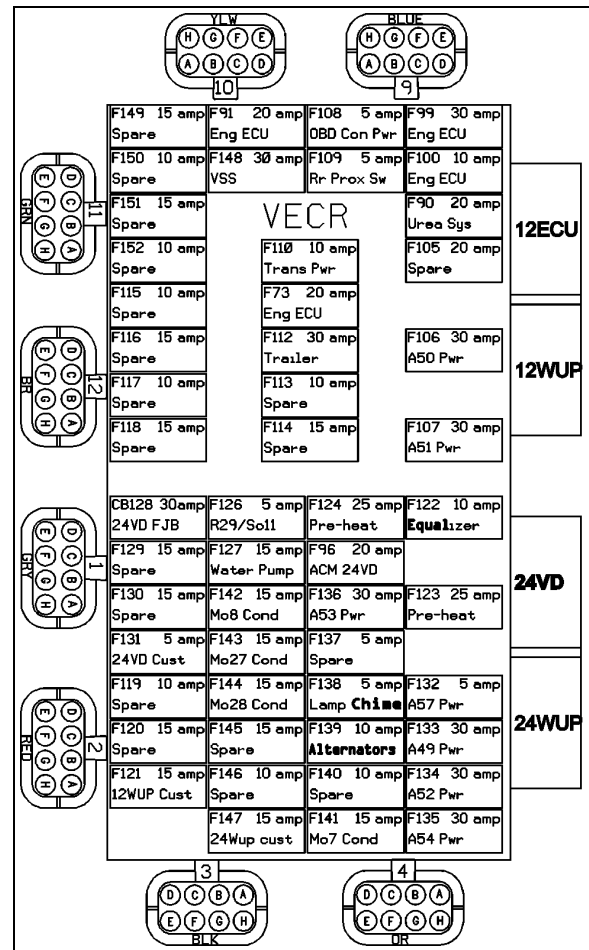 YLW
BLUE
H G F E
H G F E
A B C D
A B C D
10
9
F149 15 amp F91 20 amp F108 5 amp F99 30 amp
Spare Eng ECU OBD Con Pwr Eng ECU
F150 10 amp F148 30 amp F109 5 amp F100 10 amp
Spare VSS Rr Prox Sw Eng ECU
GRN
E D
F C
G B
H A
11
F151 15 amp VECR F90 20 amp
Spare Urea Sys
12ECU
F152 10 amp F110 10 amp F105 20 amp
Spare Trans Pwr Spare
F115 10 amp F73 20 amp
Spare Eng ECU
BR
E D
F C
G B
H A
12
F116 15 amp F112 30 amp F106 30 amp
Spare Trailer A50 Pwr
12WUP
F117 10 amp F113 10 amp
Spare Spare
F118 15 amp F114 15 amp F107 30 amp
Spare Spare A51 Pwr
CB128 30amp F126 5 amp F124 25 amp F122 10 amp
24VD FJB R29/Sol1 Pre-heat Equalizer
GRY
E D
F C
G B
H A
1
F129 15 amp F127 15 amp F96 20 amp
Spare Water Pump ACM 24VD
24VD
F130 15 amp F142 15 amp F136 30 amp F123 25 amp
Spare Mo8 Cond A53 Pwr Pre-heat
F131 5 amp F143 15 amp F137 5 amp
24VD Cust Mo27 Cond Spare
F119 10 amp F144 15 amp F138 5 amp F132 5 amp
Spare Mo28 Cond Lamp Chime A57 Pwr
RED
E D
F C
G B
H A
2
24WUP
F120 15 amp F145 15 amp F139 10 amp F133 30 amp
Spare Spare Alternators A49 Pwr
F121 15 amp F146 10 amp F140 10 amp F134 30 amp
12WUP Cust Spare Spare A52 Pwr
F147 15 amp F141 15 amp F135 30 amp
24Wup cust Mo7 Cond A54 Pwr
3
4
D C B A
D C B A
E F G H
E F G H
BLK
OR